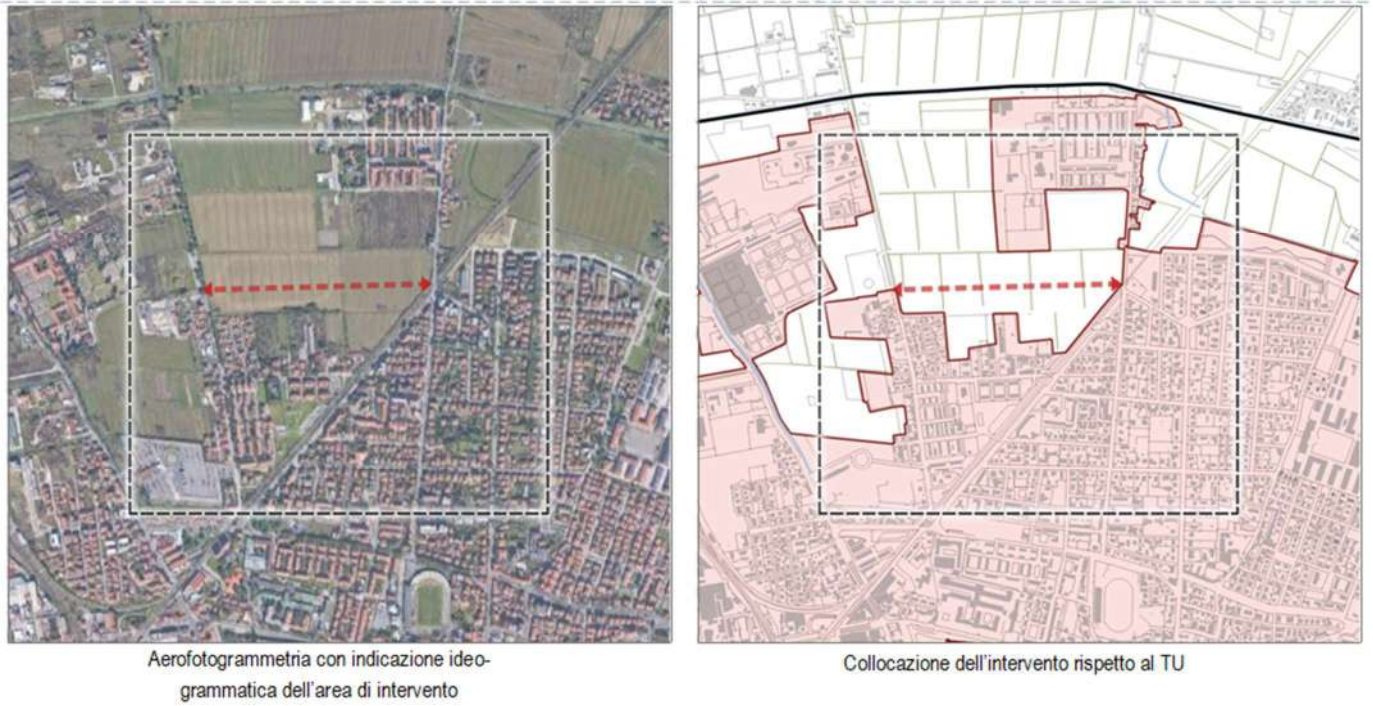 Aerofotogrammetria con indicazione ideo-
grammatica dell'area di intervento
Collocazione dell'intervento rispetto al TU